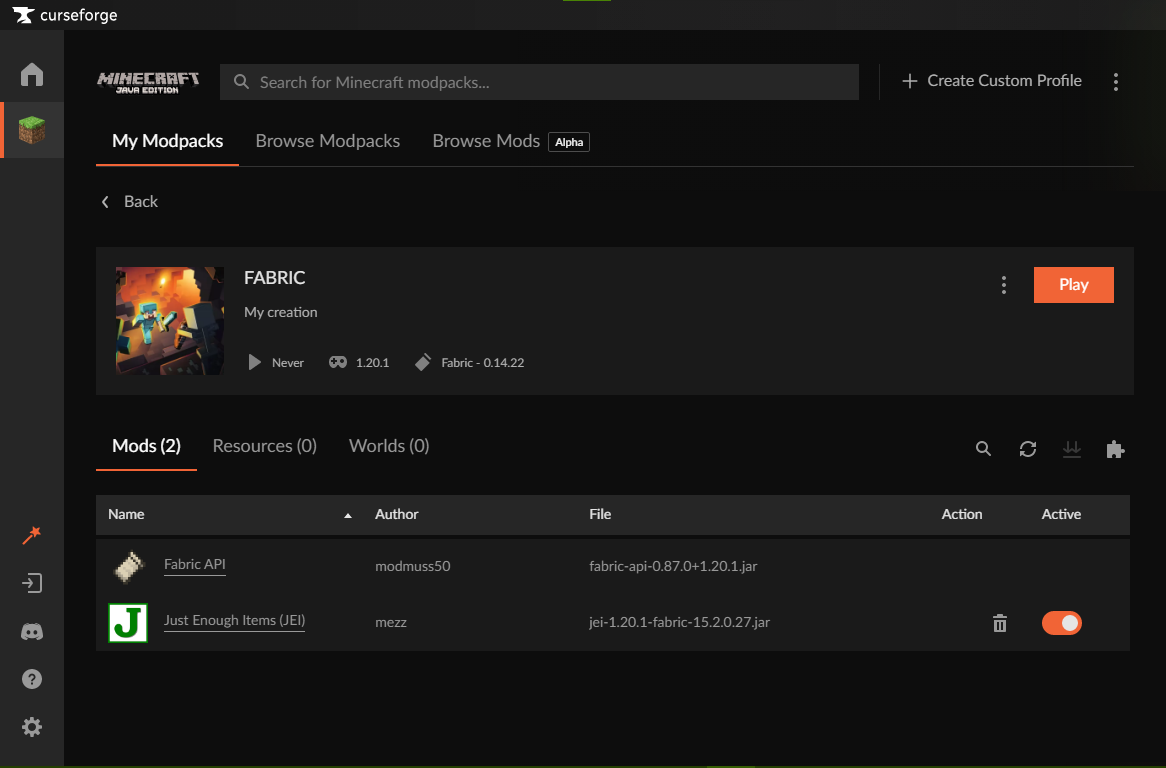 curseforge
MINECRAFT
JAVA EDITION
Search for Minecraft modpacks...
Create Custom Profile
My Modpacks Browse Modpacks Browse Mods Alpha
Back
FABRIC
Play
My creation
Never 1.20.1 Fabric - 0.14.22
Mods (2) Resources (0) Worlds (0)
Name Author File Action Active
Fabric API modmuss50 fabric-api-0.87.0+1.20.1.jar
J Just Enough Items (JEI) mezz jei-1.20.1-fabric-15.2.0.27.jar
?